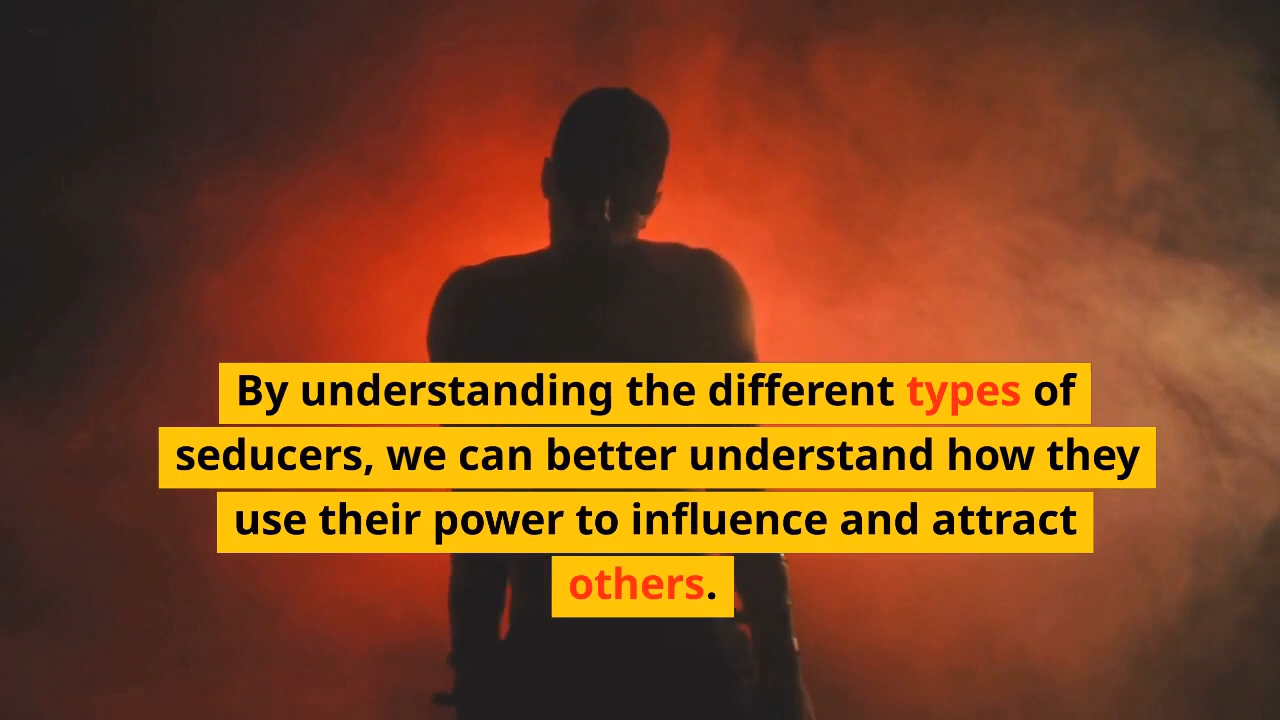 By understanding the different types of
seducers, we can better understand how they
use their power to influence and attract
others.